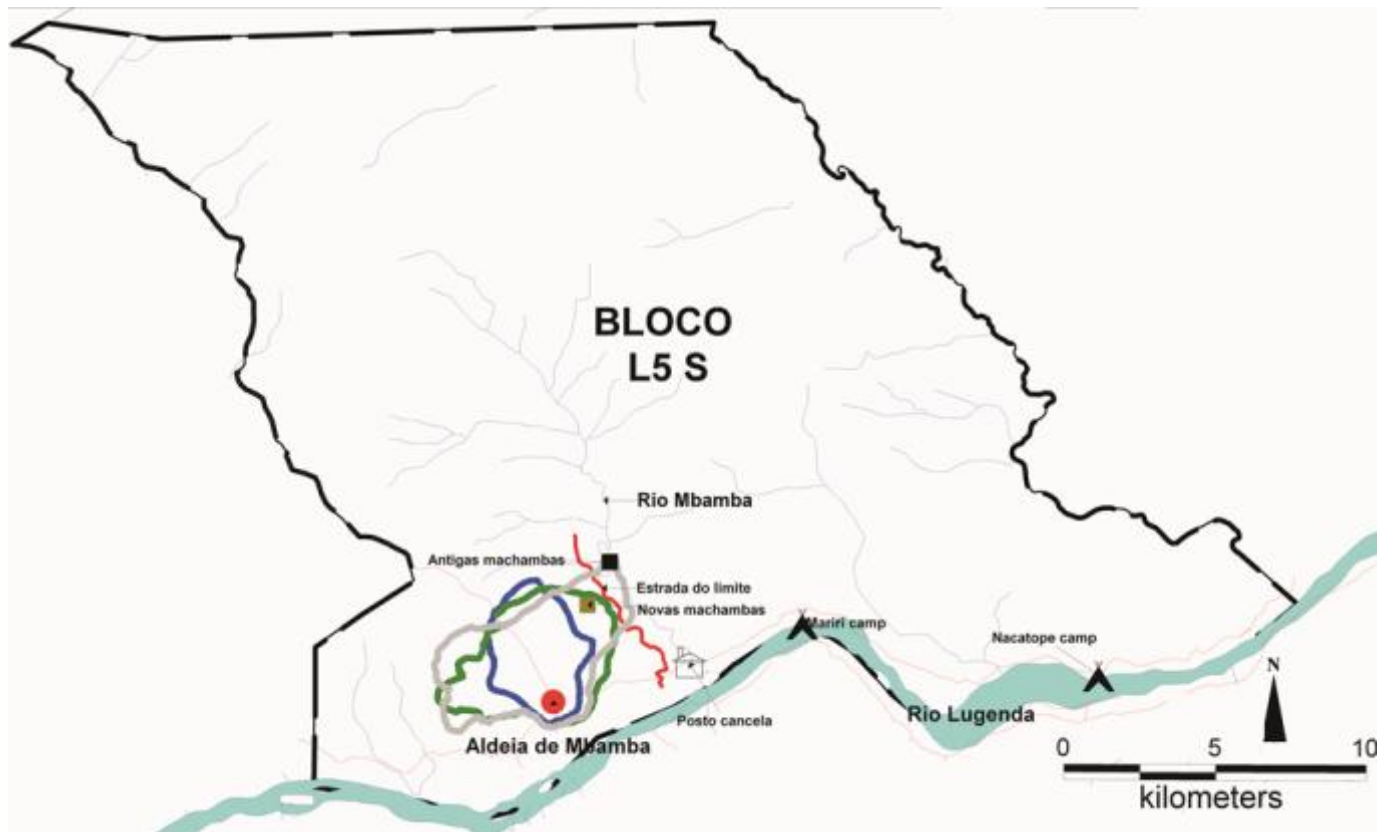 BLOCO
L5 S
Rio Mbamba
Antigas machambas
Estrada do limite
Novas machambas
Mariri camp
Nacatope camp
N
Posto cancela
Rio Lugenda
Aldeia de Mbamba
0 5 10
kilometers